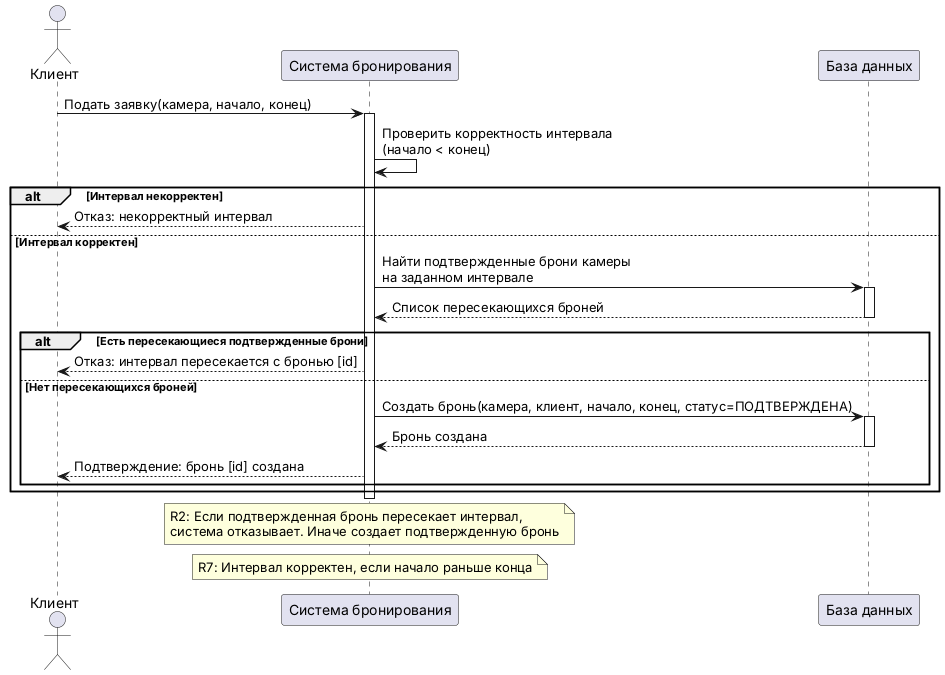 Клиент
Система бронирования
База данных
Подать заявку(камера, начало, конец)
Проверить корректность интервала
(начало < конец)
alt
[Интервал некорректен]
Отказ: некорректный интервал
[Интервал корректен]
Найти подтвержденные брони камеры
на заданном интервале
Список пересекающихся броней
alt
[Есть пересекающиеся подтвержденные брони]
Отказ: интервал пересекается с бронью [id]
[Нет пересекающихся броней]
Создать бронь(камера, клиент, начало, конец, статус=ПОДТВЕРЖДЕНА)
Бронь создана
Подтверждение: бронь [id] создана
R2: Если подтвержденная бронь пересекает интервал,
система отказывает. Иначе создает подтвержденную бронь
R7: Интервал корректен, если начало раньше конца
Клиент
Система бронирования
База данных